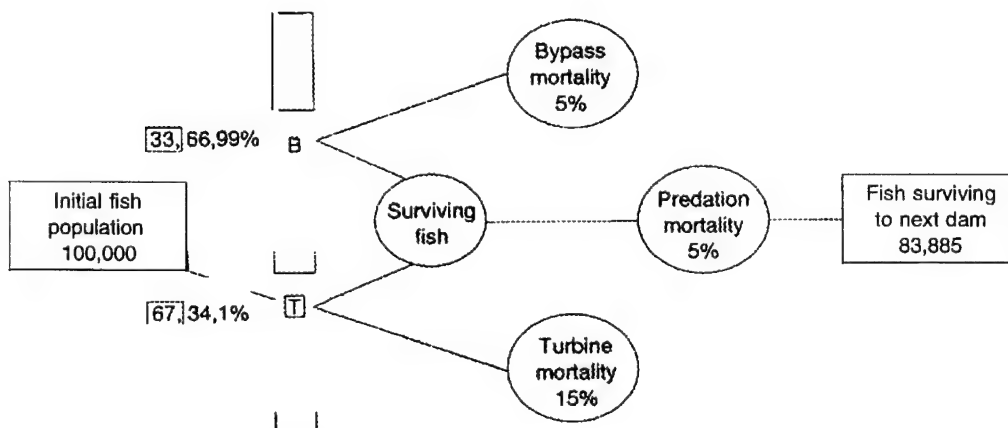 Bypass
mortality
5%
33, 66,99%
B
Initial fish
population
100,000
Surviving
fish
Predation
mortality
5%
Fish surviving
to next dam
83,885
67, 34,1%
T
Turbine
mortality
15%